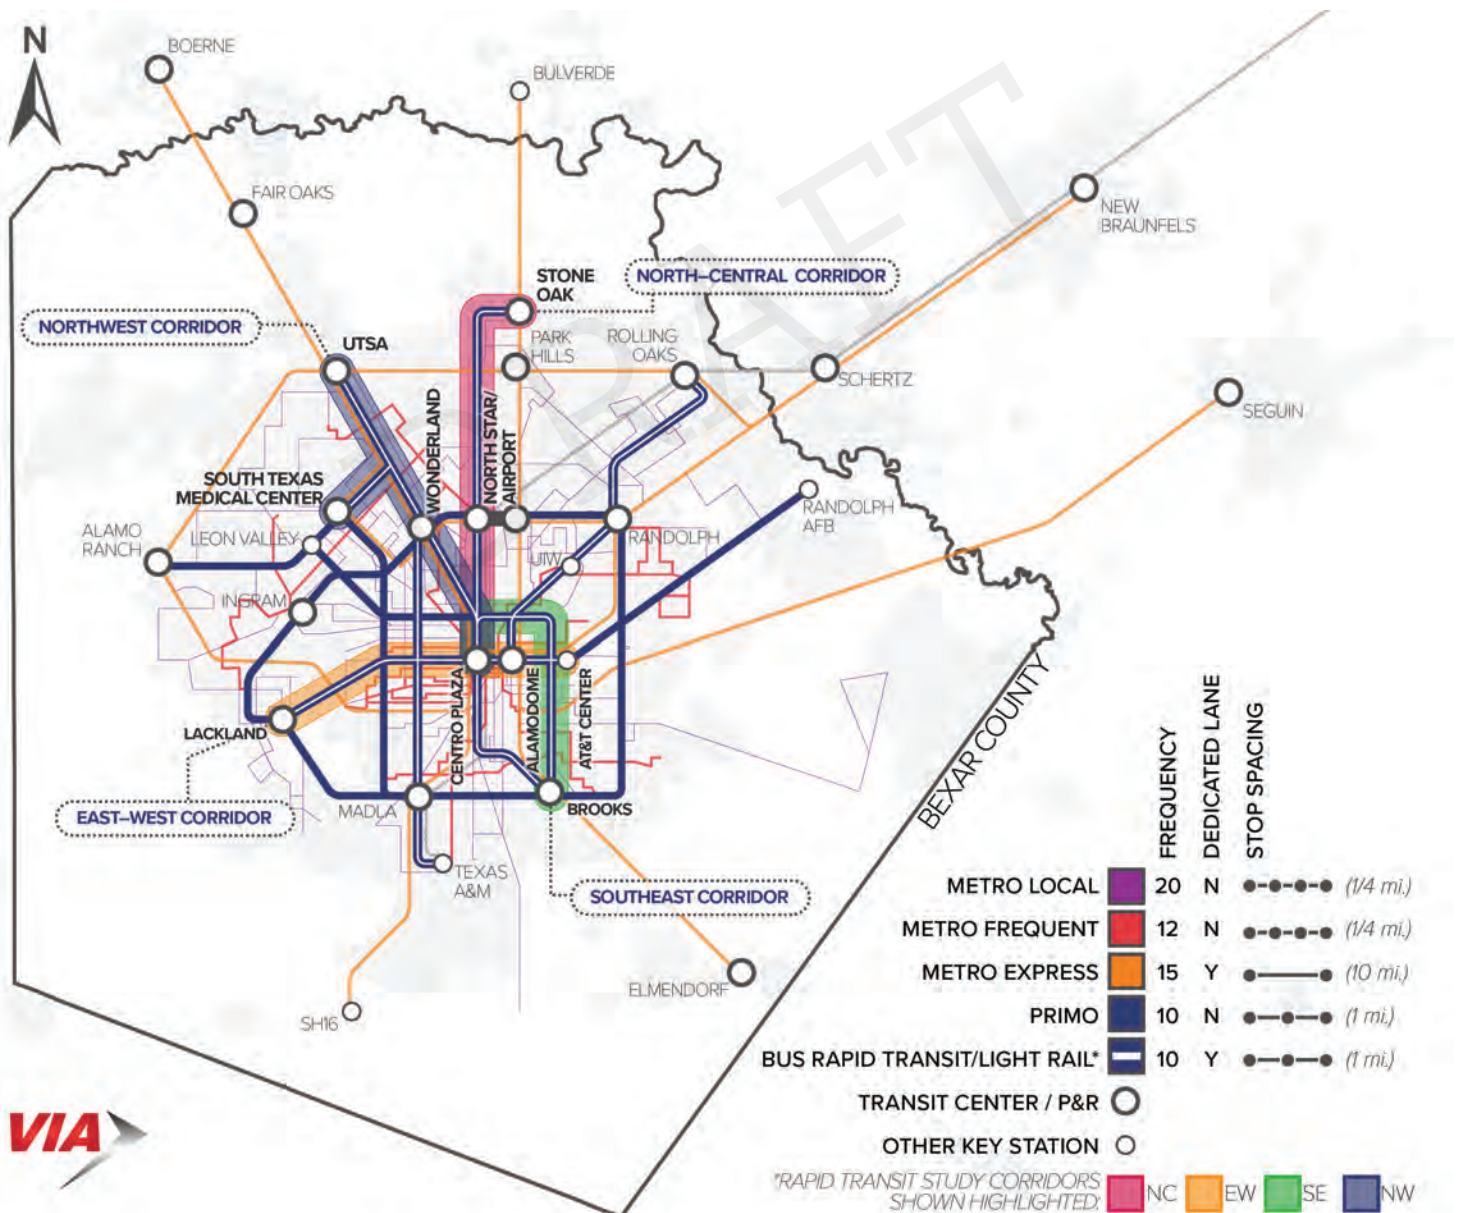 N
BOERNE
BULVERDE
FAIR OAKS
NEW
BRAUNFELS
STONE
OAK
NORTH-CENTRAL CORRIDOR
NORTHWEST CORRIDOR
UTSA
PARK
HILLS
ROLLING
OAKS
SCHERTZ
SEGUIN
DRAFT
WONDERLAND
NORTH STAR/
AIRPORT
SOUTH TEXAS
MEDICAL CENTER
ALAMO
RANCH
LEON VALLEY
RANDOLPH
AFB
RANDOLPH
UIW
INGRAM
LACKLAND
CENTRO PLAZA
ALAMODOME
AT&T CENTER
BEXAR COUNTY
EAST-WEST CORRIDOR
MADLA
BROOKS
TEXAS
A&M
SOUTHEAST CORRIDOR
ELMENDORF
SH16
FREQUENCY
DEDICATED LANE
STOP SPACING
METRO LOCAL 20 N (1/4 mi.)
METRO FREQUENT 12 N (1/4 mi.)
METRO EXPRESS 15 Y (10 mi.)
PRIMO 10 N (1 mi.)
BUS RAPID TRANSIT/LIGHT RAIL* 10 Y (1 mi.)
TRANSIT CENTER / P&R
OTHER KEY STATION
*RAPID TRANSIT STUDY CORRIDORS
SHOWN HIGHLIGHTED: NC EW SE NW
VIA